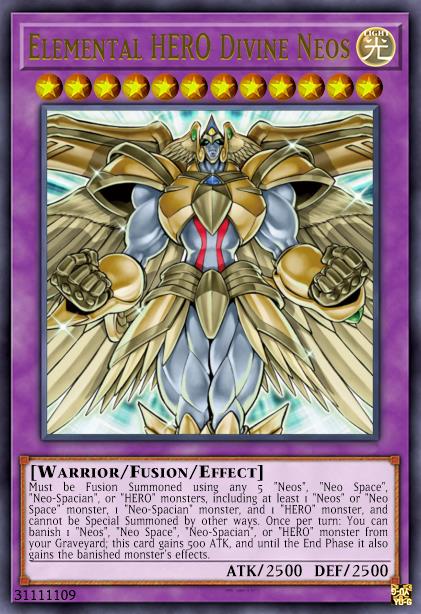 Elemental HERO Divine Neos
LIGHT
光
[Warrior/Fusion/Effect]
Must be Fusion Summoned using any 5 "Neos", "Neo Space",
"Neo-Spacian", or "HERO" monsters, including at least 1 "Neos" or "Neo
Space" monster, 1 "Neo-Spacian" monster, and 1 "HERO" monster, and
cannot be Special Summoned by other ways. Once per turn: You can
banish 1 "Neos", "Neo Space", "Neo-Spacian", or "HERO" monster from
your Graveyard; this card gains 500 ATK, and until the End Phase it also
gains the banished monster's effects.
ATK/2500 DEF/2500
31111109